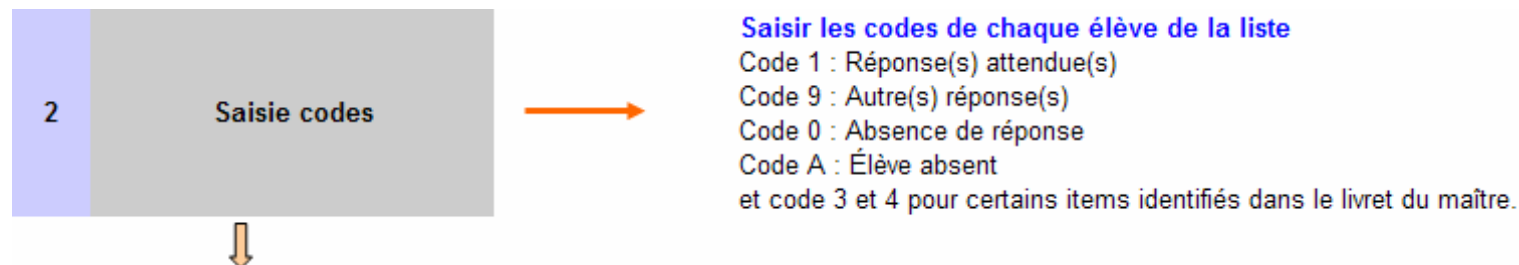 2
Saisie codes
Saisir les codes de chaque élève de la liste
Code 1 : Réponse(s) attendue(s)
Code 9 : Autre(s) réponse(s)
Code 0 : Absence de réponse
Code A : Élève absent
et code 3 et 4 pour certains items identifiés dans le livret du maître.